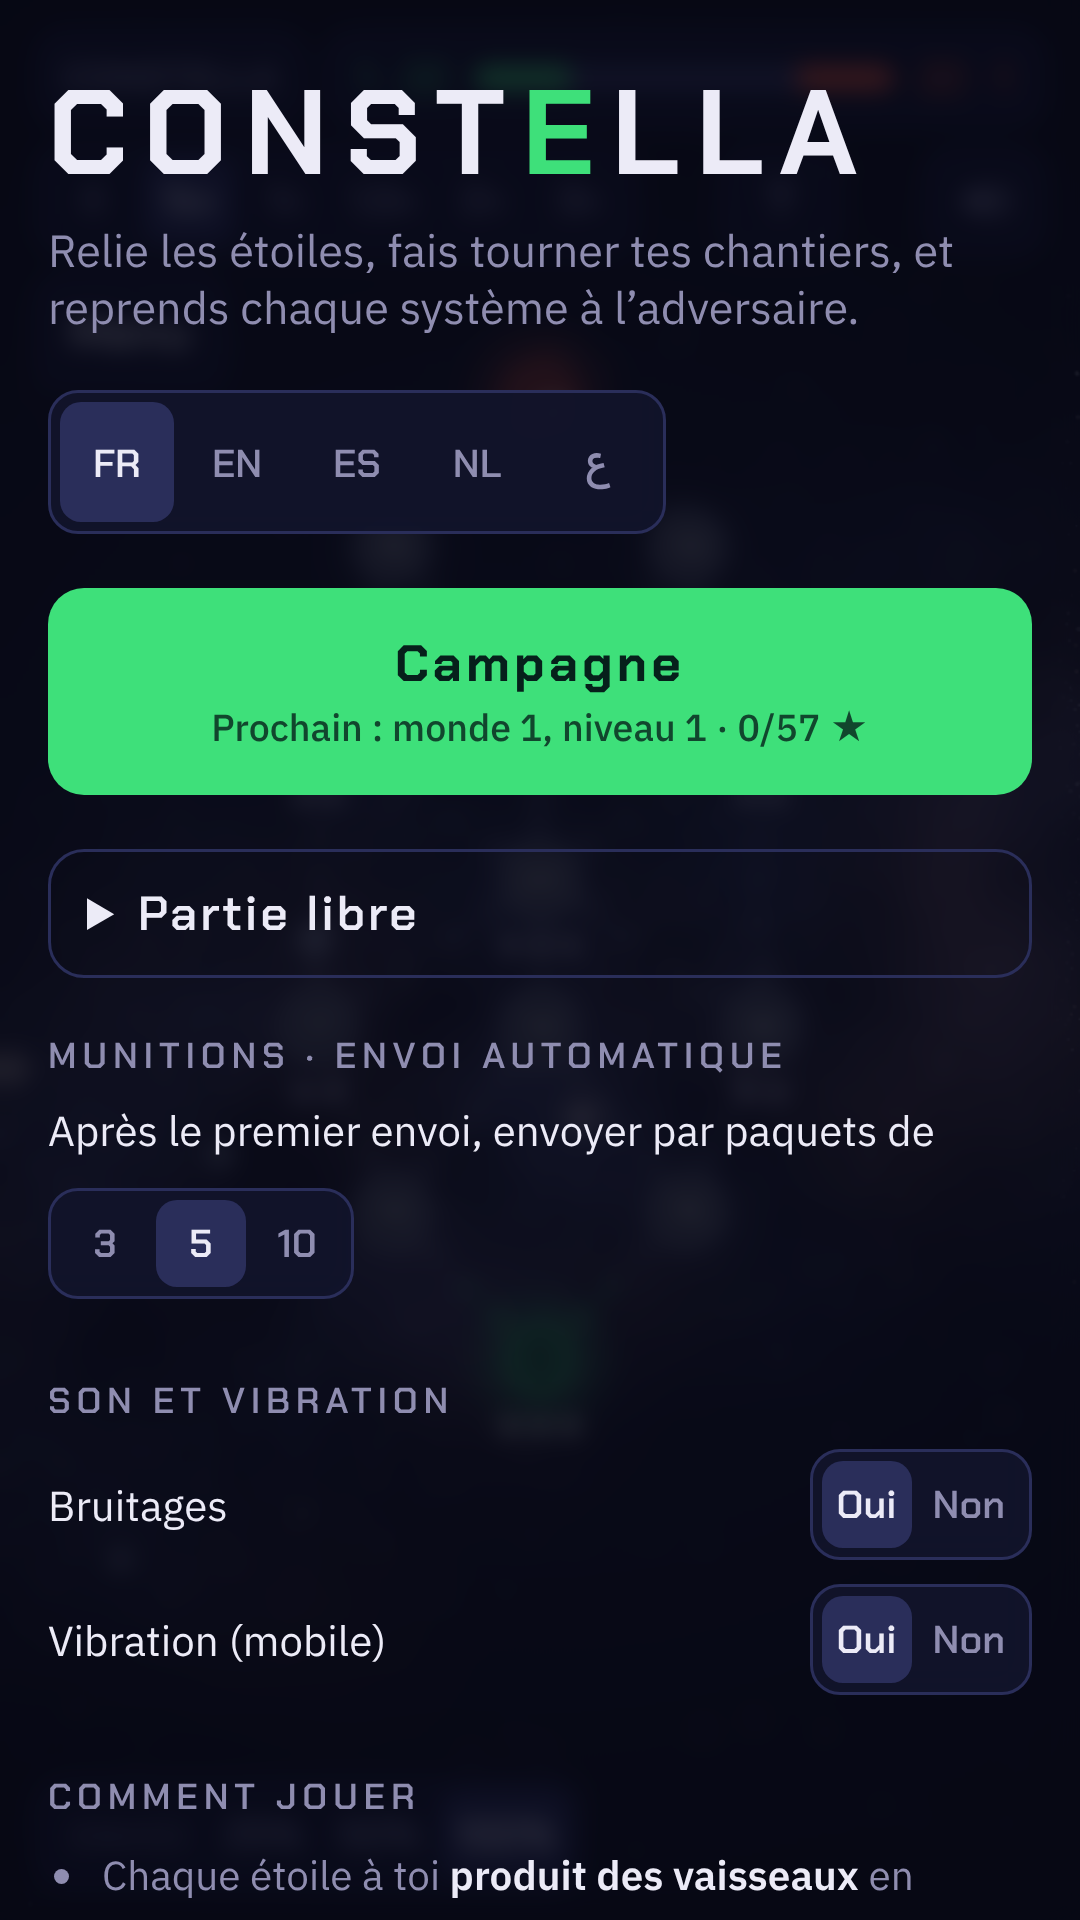 CONSTELLA
Relie les étoiles, fais tourner tes chantiers, et
reprends chaque système à l’adversaire.
FR EN ES NL ع
Campagne
Prochain : monde 1, niveau 1 · 0/57 ★
▶ Partie libre
MUNITIONS · ENVOI AUTOMATIQUE
Après le premier envoi, envoyer par paquets de
3 5 10
SON ET VIBRATION
Bruitages Oui Non
Vibration (mobile) Oui Non
COMMENT JOUER
• Chaque étoile à toi produit des vaisseaux en